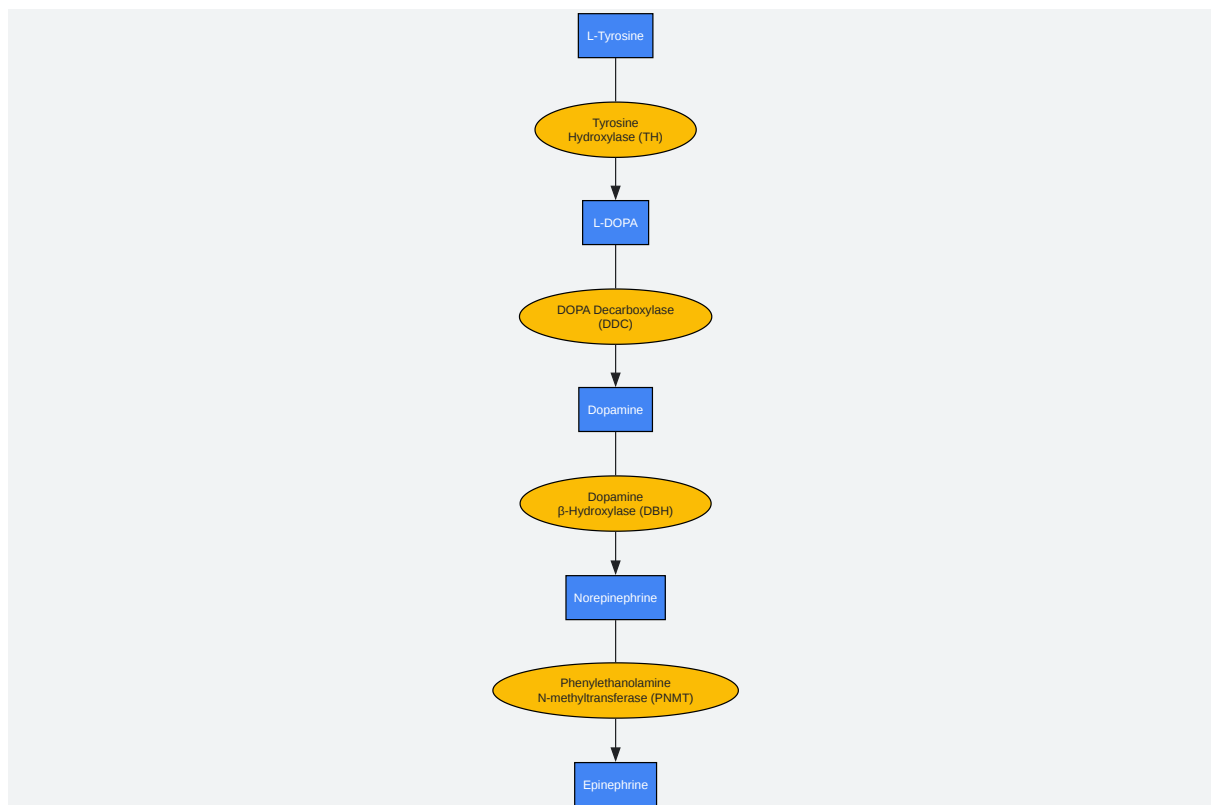 L-Tyrosine
Tyrosine
Hydroxylase (TH)
L-DOPA
DOPA Decarboxylase
(DDC)
Dopamine
Dopamine
β-Hydroxylase (DBH)
Norepinephrine
Phenylethanolamine
N-methyltransferase (PNMT)
Epinephrine